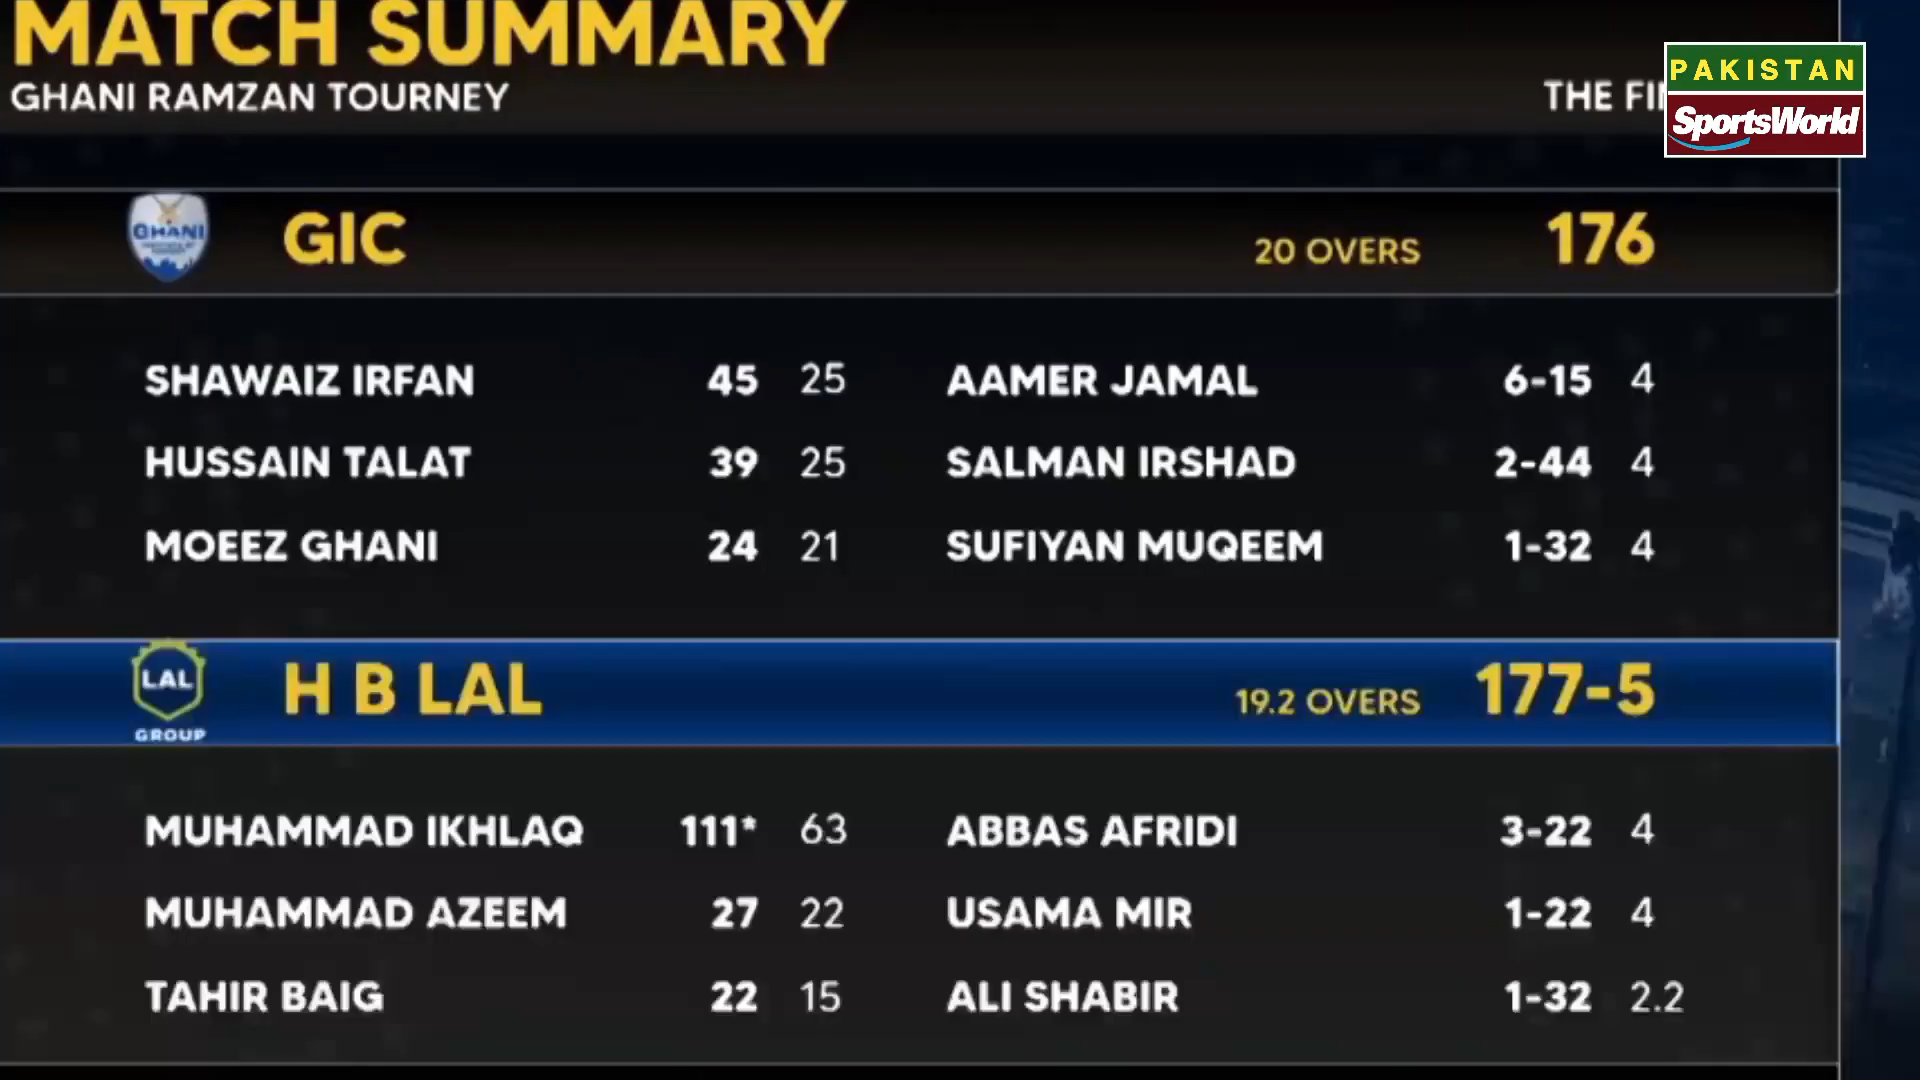 MATCH SUMMARY
GHANI RAMZAN TOURNEY
THE
PAKISTAN
SportsWorld
GHANI
GIC 20 OVERS 176
SHAWAIZ IRFAN 45 25 AAMER JAMAL 6-15 4
HUSSAIN TALAT 39 25 SALMAN IRSHAD 2-44 4
MOEEZ GHANI 24 21 SUFIYAN MUQEEM 1-32 4
LAL
GROUP
H B LAL 19.2 OVERS 177-5
MUHAMMAD IKHLAQ 111* 63 ABBAS AFRIDI 3-22 4
MUHAMMAD AZEEM 27 22 USAMA MIR 1-22 4
TAHIR BAIG 22 15 ALI SHABIR 1-32 2.2